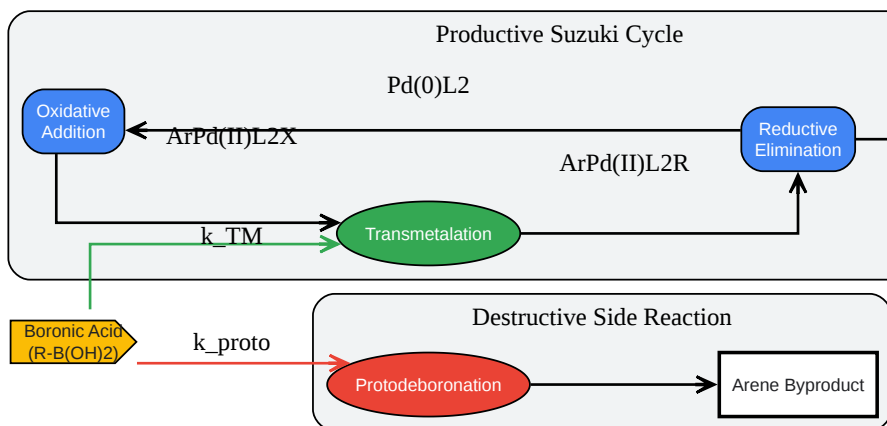 Productive Suzuki Cycle
Pd(0)L2
Oxidative
Addition
ArPd(II)L2X
Reductive
Elimination
ArPd(II)L2R
k_TM
Transmetalation
Destructive Side Reaction
Boronic Acid
(R-B(OH)2)
k_proto
Protodeboronation
Arene Byproduct